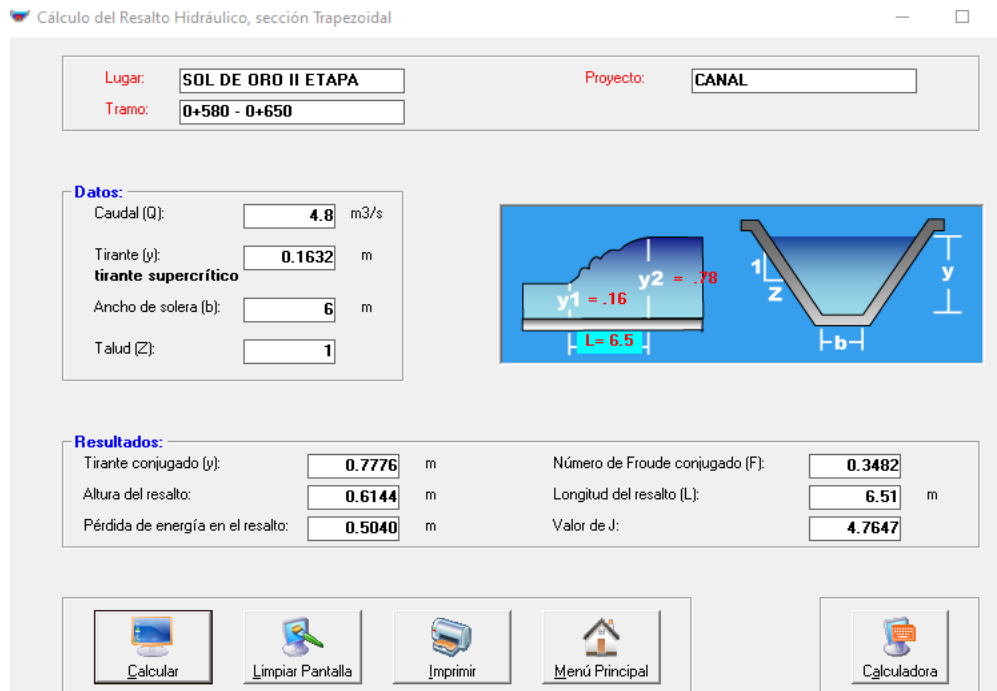 Cálculo del Resalto Hidráulico, sección Trapezoidal
Lugar: SOL DE ORO II ETAPA Proyecto: CANAL
Tramo: 0+580 - 0+650
Datos:
Caudal (Q): 4.8 m3/s
Tirante (y): 0.1632 m
tirante supercrítico
Ancho de solera (b): 6 m
Talud (Z): 1
y1 = .16
y2 = .78
L= 6.5
1
Z
y
b
Resultados:
Tirante conjugado (y): 0.7776 m Número de Froude conjugado (F): 0.3482
Altura del resalto: 0.6144 m Longitud del resalto (L): 6.51 m
Pérdida de energía en el resalto: 0.5040 m Valor de J: 4.7647
Calcular Limpiar Pantalla Imprimir Menú Principal Calculadora